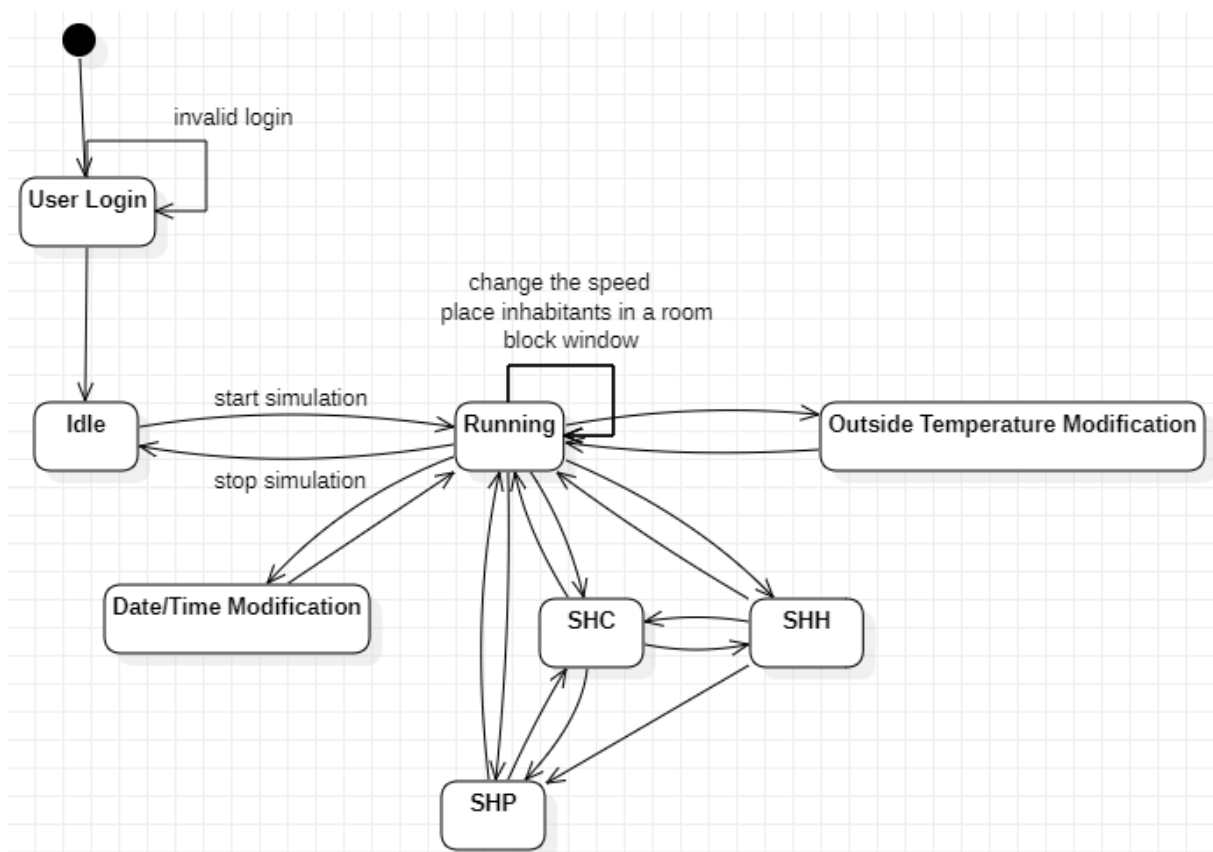 invalid login
User Login
change the speed
place inhabitants in a room
block window
start simulation
Idle
Running
Outside Temperature Modification
stop simulation
Date/Time Modification
SHC
SHH
SHP